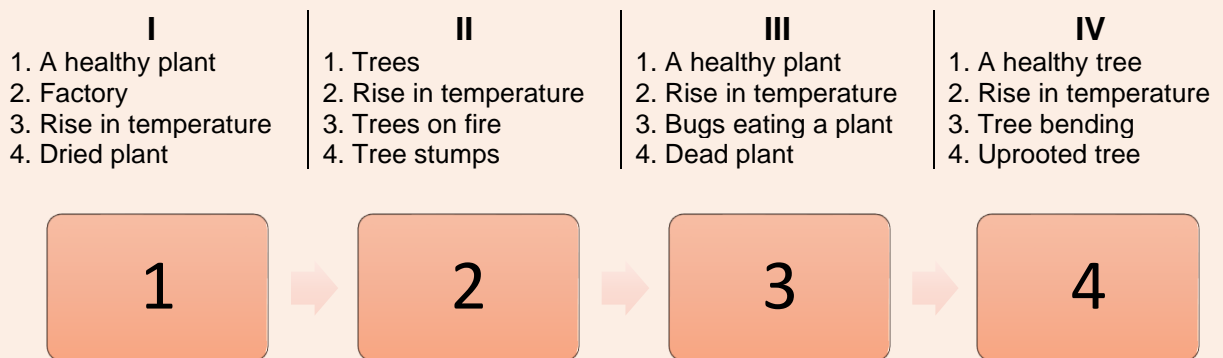 I
1. A healthy plant
2. Factory
3. Rise in temperature
4. Dried plant
II
1. Trees
2. Rise in temperature
3. Trees on fire
4. Tree stumps
III
1. A healthy plant
2. Rise in temperature
3. Bugs eating a plant
4. Dead plant
IV
1. A healthy tree
2. Rise in temperature
3. Tree bending
4. Uprooted tree
1
2
3
4